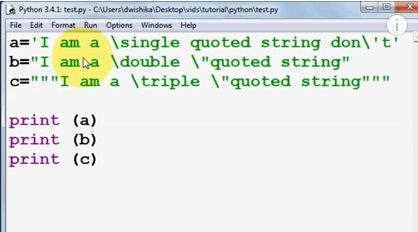 Python 3.4.1: test.py - C:\Users\dwishika\Desktop\vids\tutorial\python\test.py
File Edit Format Run Options Windows Help
a='I am a \single quoted string don\'t'
b="I am a \double \"quoted string"
c="""I am a \triple \"quoted string"""
print (a)
print (b)
print (c)